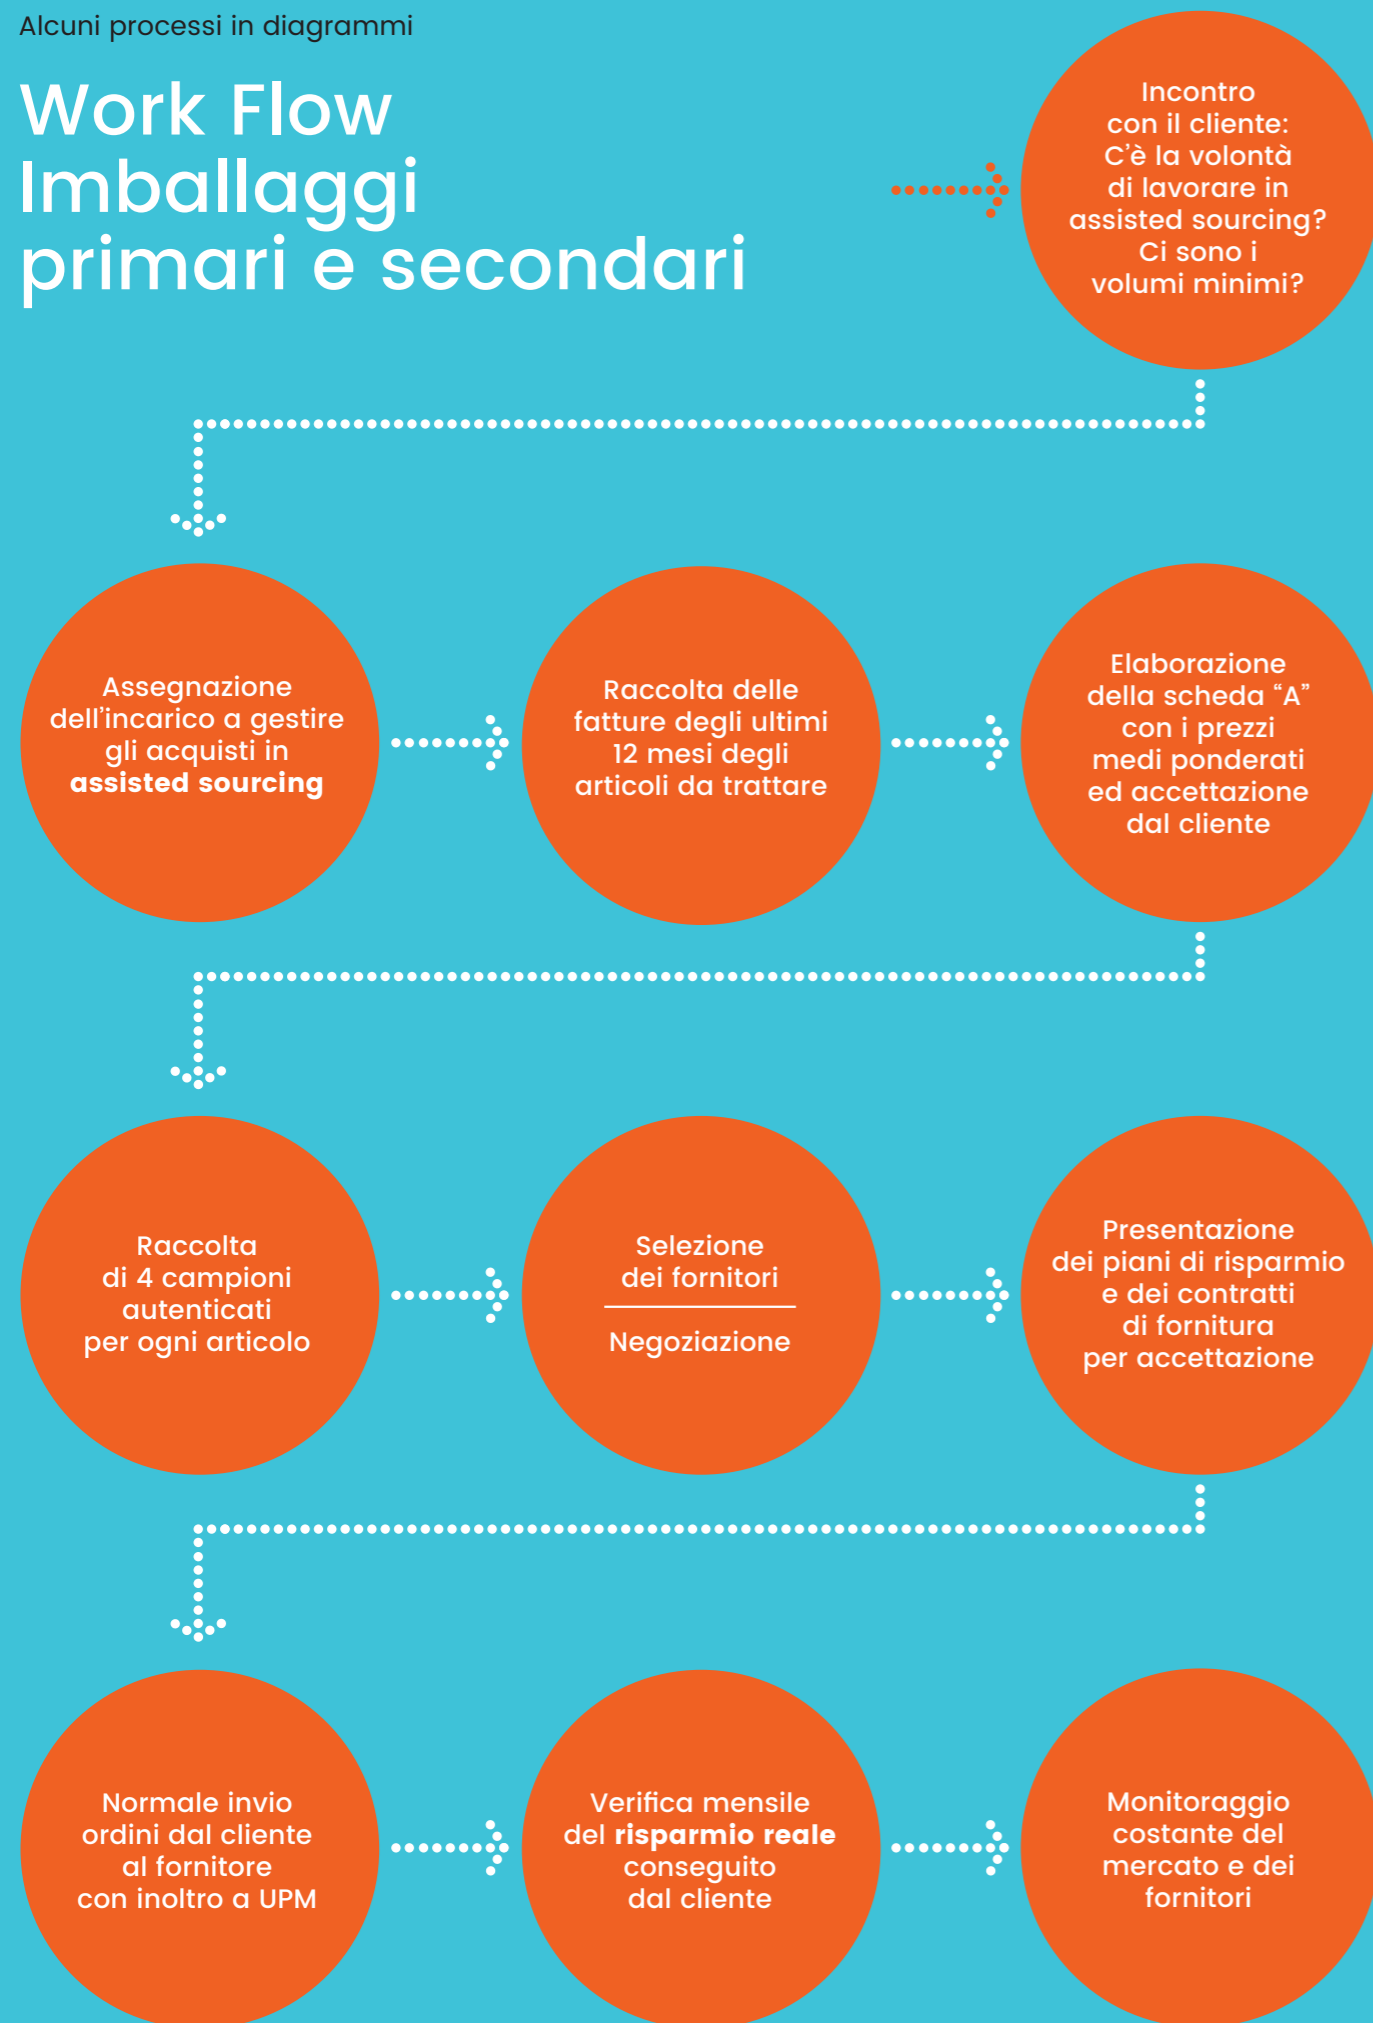 Alcuni processi in diagrammi
Work Flow
Imballaggi
primari e secondari
Incontro
con il cliente:
C'è la volontà
di lavorare in
assisted sourcing?
Ci sono i
volumi minimi?
Assegnazione
dell'incarico a gestire
gli acquisti in
assisted sourcing
Raccolta delle
fatture degli ultimi
12 mesi degli
articoli da trattare
Elaborazione
della scheda “A”
con i prezzi
medi ponderati
ed accettazione
dal cliente
Raccolta
di 4 campioni
autenticati
per ogni articolo
Selezione
dei fornitori
Negoziazione
Presentazione
dei piani di risparmio
e dei contratti
di fornitura
per accettazione
Normale invio
ordini dal cliente
al fornitore
con inoltro a UPM
Verifica mensile
del risparmio reale
conseguito
dal cliente
Monitoraggio
costante del
mercato e dei
fornitori